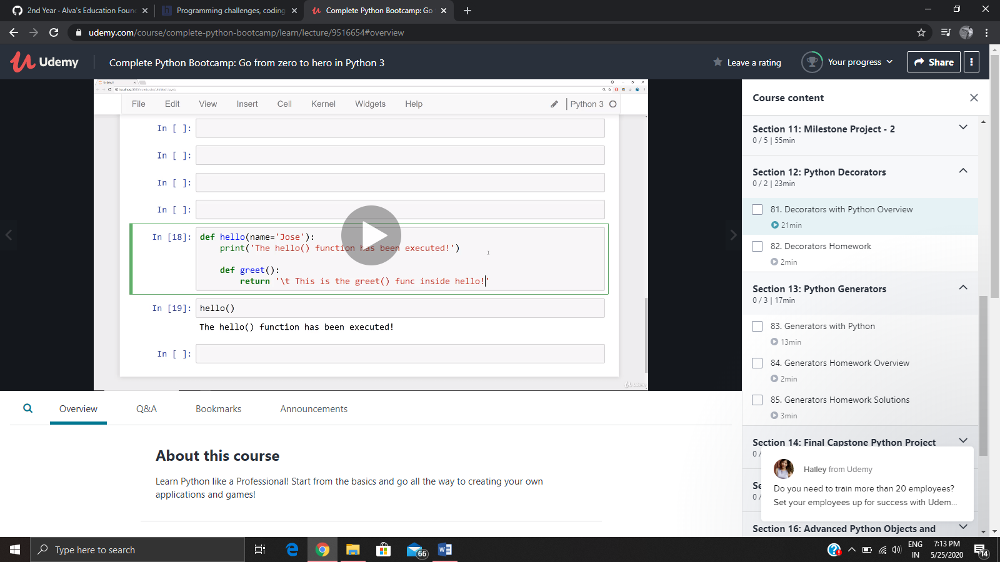 2nd Year · Alva's Education Foun
Programming challenges, coding
Complete Python Bootcamp: Go
udemy.com/course/complete-python-bootcamp/learn/lecture/9516654#overview
Udemy
Complete Python Bootcamp: Go from zero to hero in Python 3
Leave a rating
Your progress
Share
File Edit View Insert Cell Kernel Widgets Help
Python 3
In [ ]:
In [ ]:
In [ ]:
In [ ]:
In [18]: def hello(name='Jose'):
print('The hello() function has been executed!')
def greet():
return '\t This is the greet() func inside hello!'
In [19]: hello()
The hello() function has been executed!
In [ ]:
Udemy
Overview Q&A Bookmarks Announcements
About this course
Learn Python like a Professional! Start from the basics and go all the way to creating your own
applications and games!
Course content
Section 11: Milestone Project - 2
0 / 5 | 55min
Section 12: Python Decorators
0 / 2 | 23min
81. Decorators with Python Overview
21min
82. Decorators Homework
2min
Section 13: Python Generators
0 / 3 | 17min
83. Generators with Python
13min
84. Generators Homework Overview
2min
85. Generators Homework Solutions
3min
Section 14: Final Capstone Python Project
0 /
Se
0 /
Hailey from Udemy
Do you need to train more than 20 employees?
Set your employees up for success with Udem...
Section 16: Advanced Python Objects and
Type here to search
66
ENG
IN
7:13 PM
5/25/2020
14